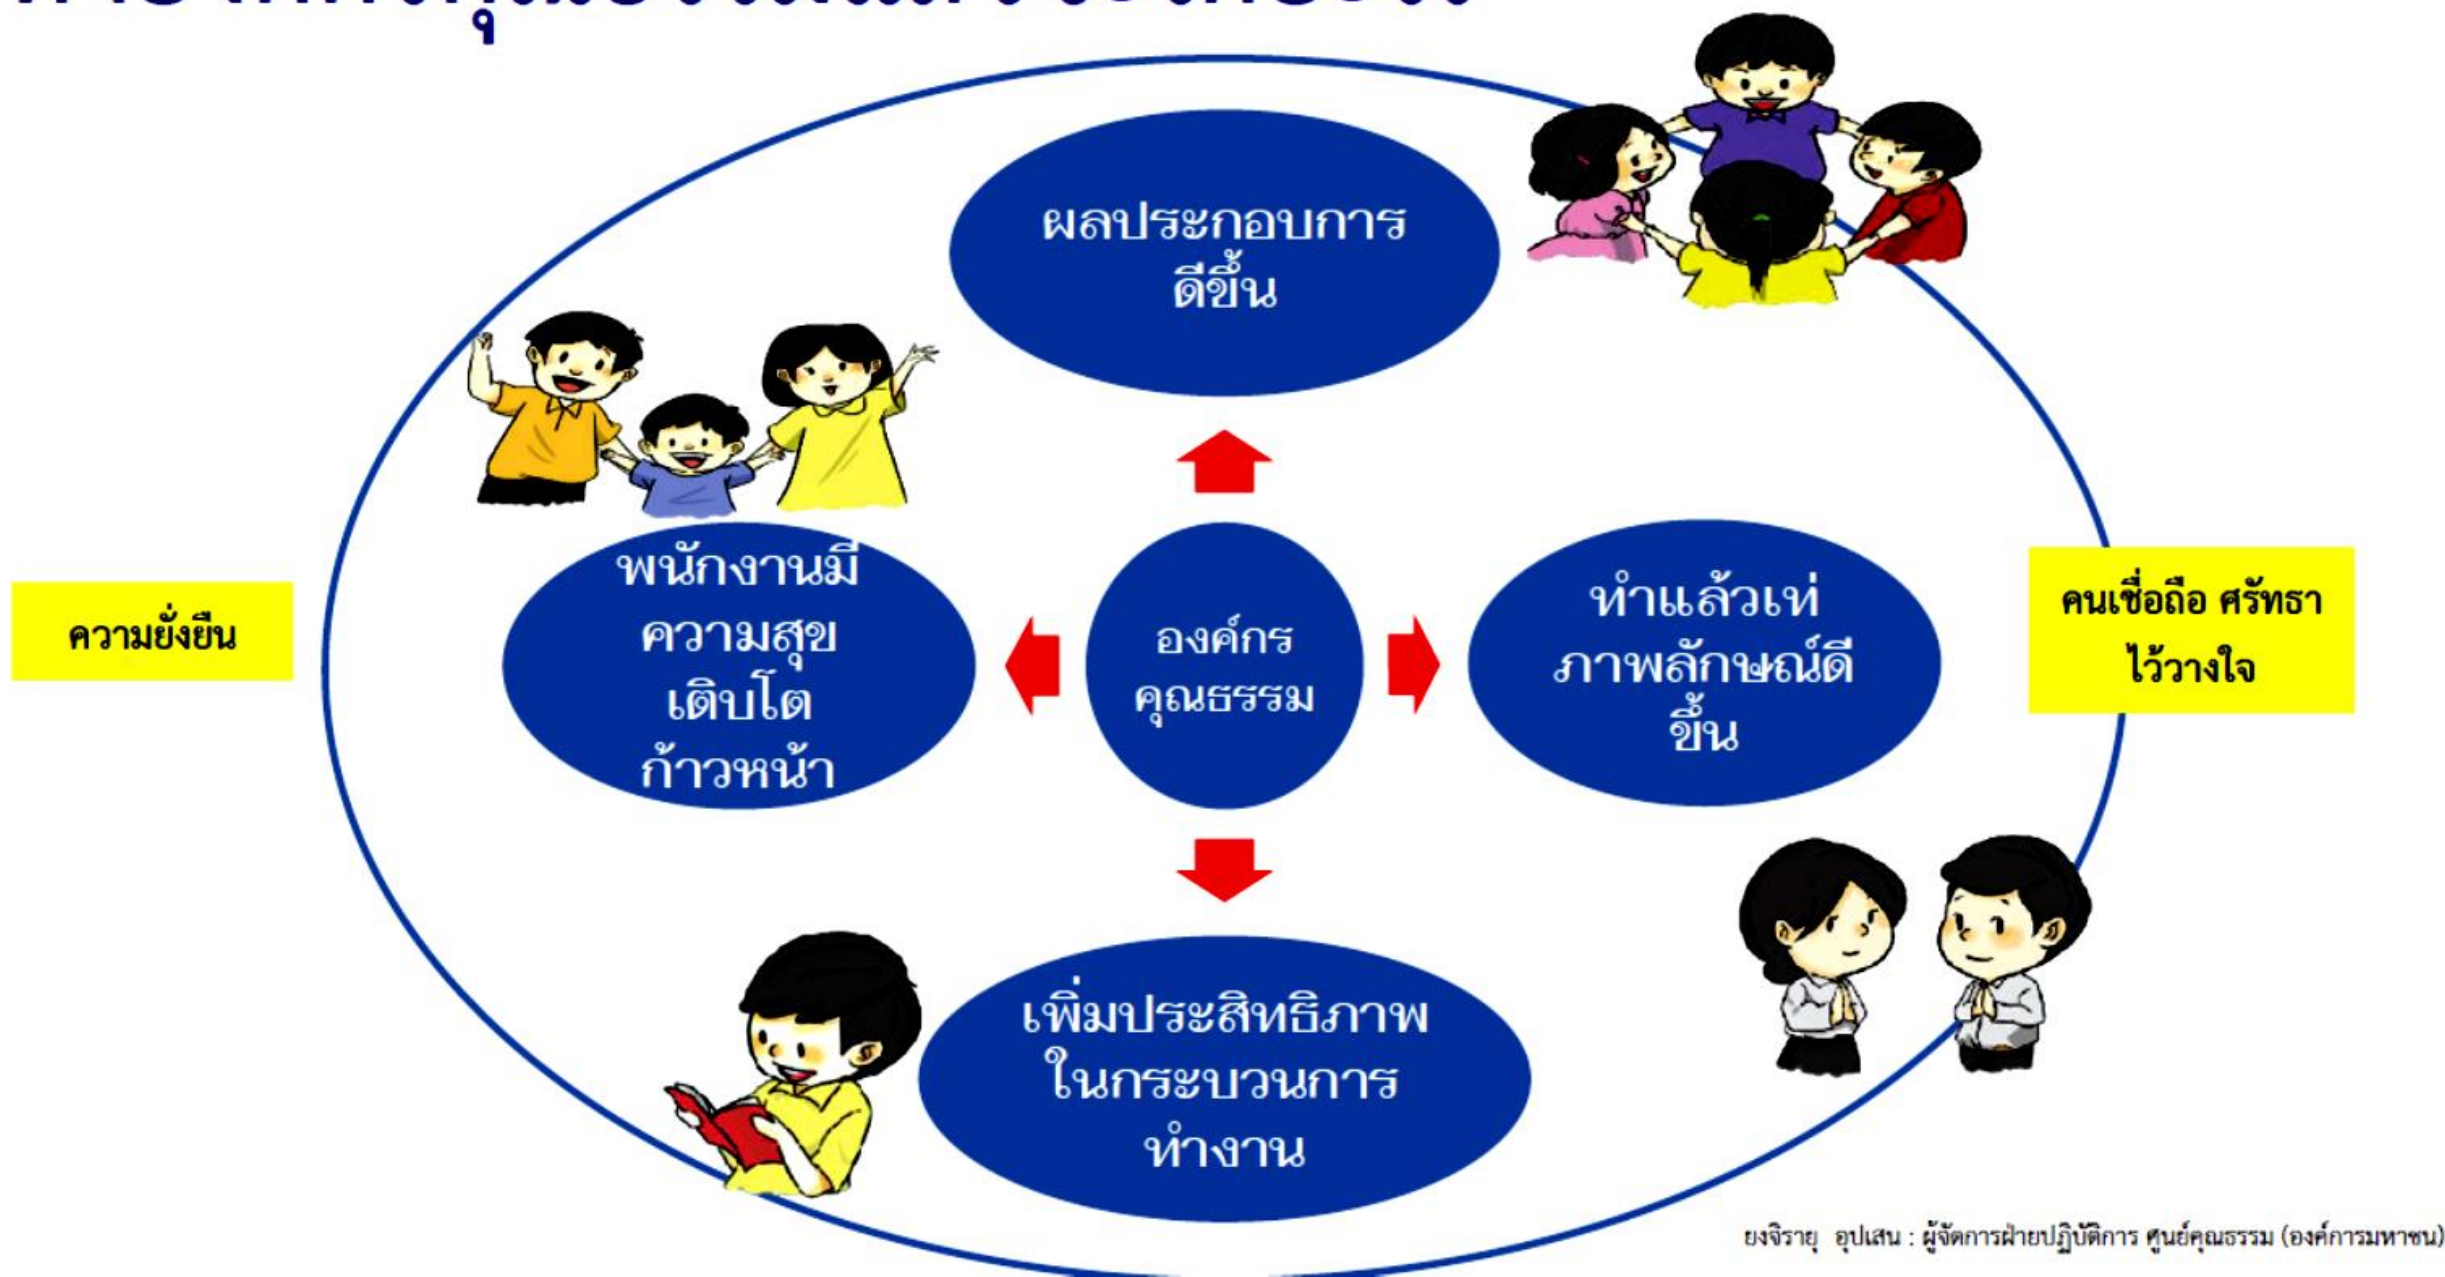 ผลประกอบการ
ดีขึ้น
พนักงานมี
ความสุข
เติบโต
ก้าวหน้า
องค์กร
คุณธรรม
ทำแล้วเท่
ภาพลักษณ์ดี
ขึ้น
ความยั่งยืน
คนเชื่อถือ ศรัทธา
ไว้วางใจ
เพิ่มประสิทธิภาพ
ในกระบวนการ
ทำงาน
ยงจิรายุ อุปเสน : ผู้จัดการฝ่ายปฏิบัติการ ศูนย์คุณธรรม (องค์การมหาชน)